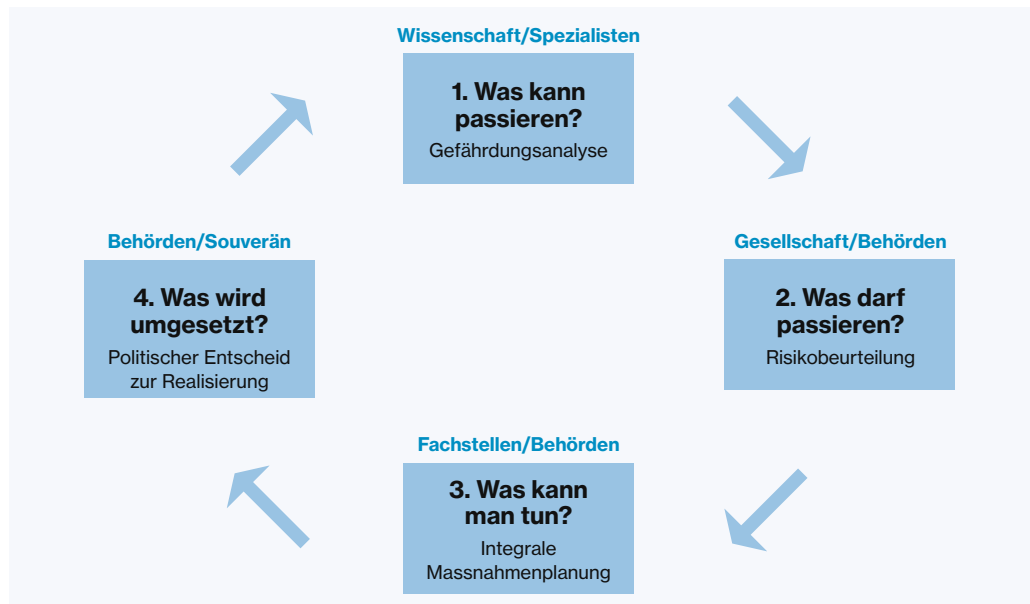 Wissenschaft/Spezialisten
1. Was kann
passieren?
Gefährdungsanalyse
Gesellschaft/Behörden
2. Was darf
passieren?
Risikobeurteilung
Fachstellen/Behörden
3. Was kann
man tun?
Integrale
Massnahmenplanung
Behörden/Souverän
4. Was wird
umgesetzt?
Politischer Entscheid
zur Realisierung